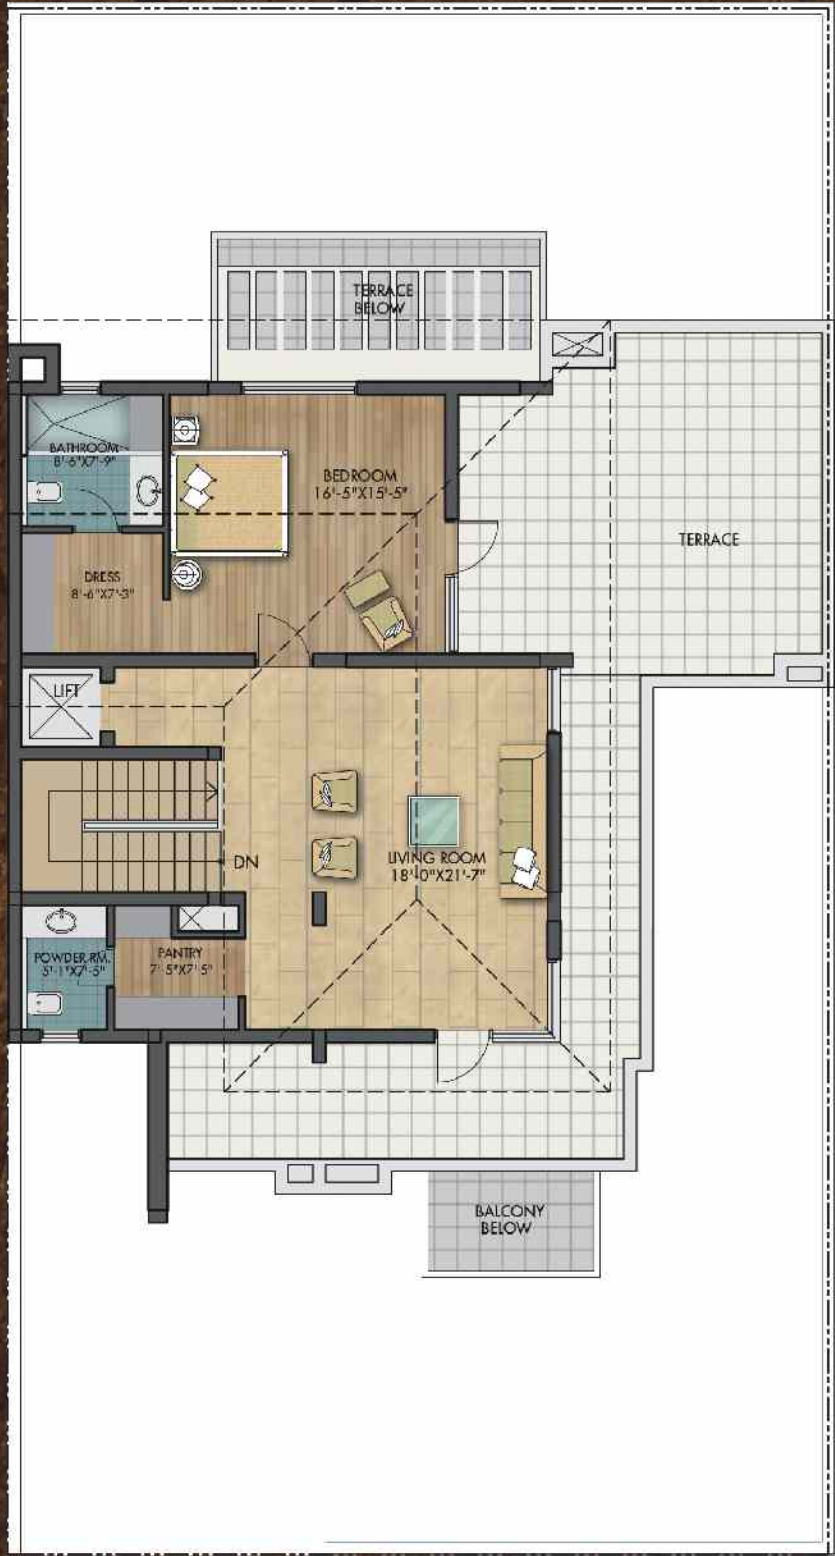 TERRACE
BELOW
BATHROOM
8'-6"X7'-9"
BEDROOM
16'-5"X15'-5"
TERRACE
DRESS
8'-6"X7'-3"
LIFT
DN
LIVING ROOM
18'-0"X21'-7"
POWDER RM.
5'-1"X7'-5"
PANTRY
7'-5"X7'-5"
BALCONY
BELOW